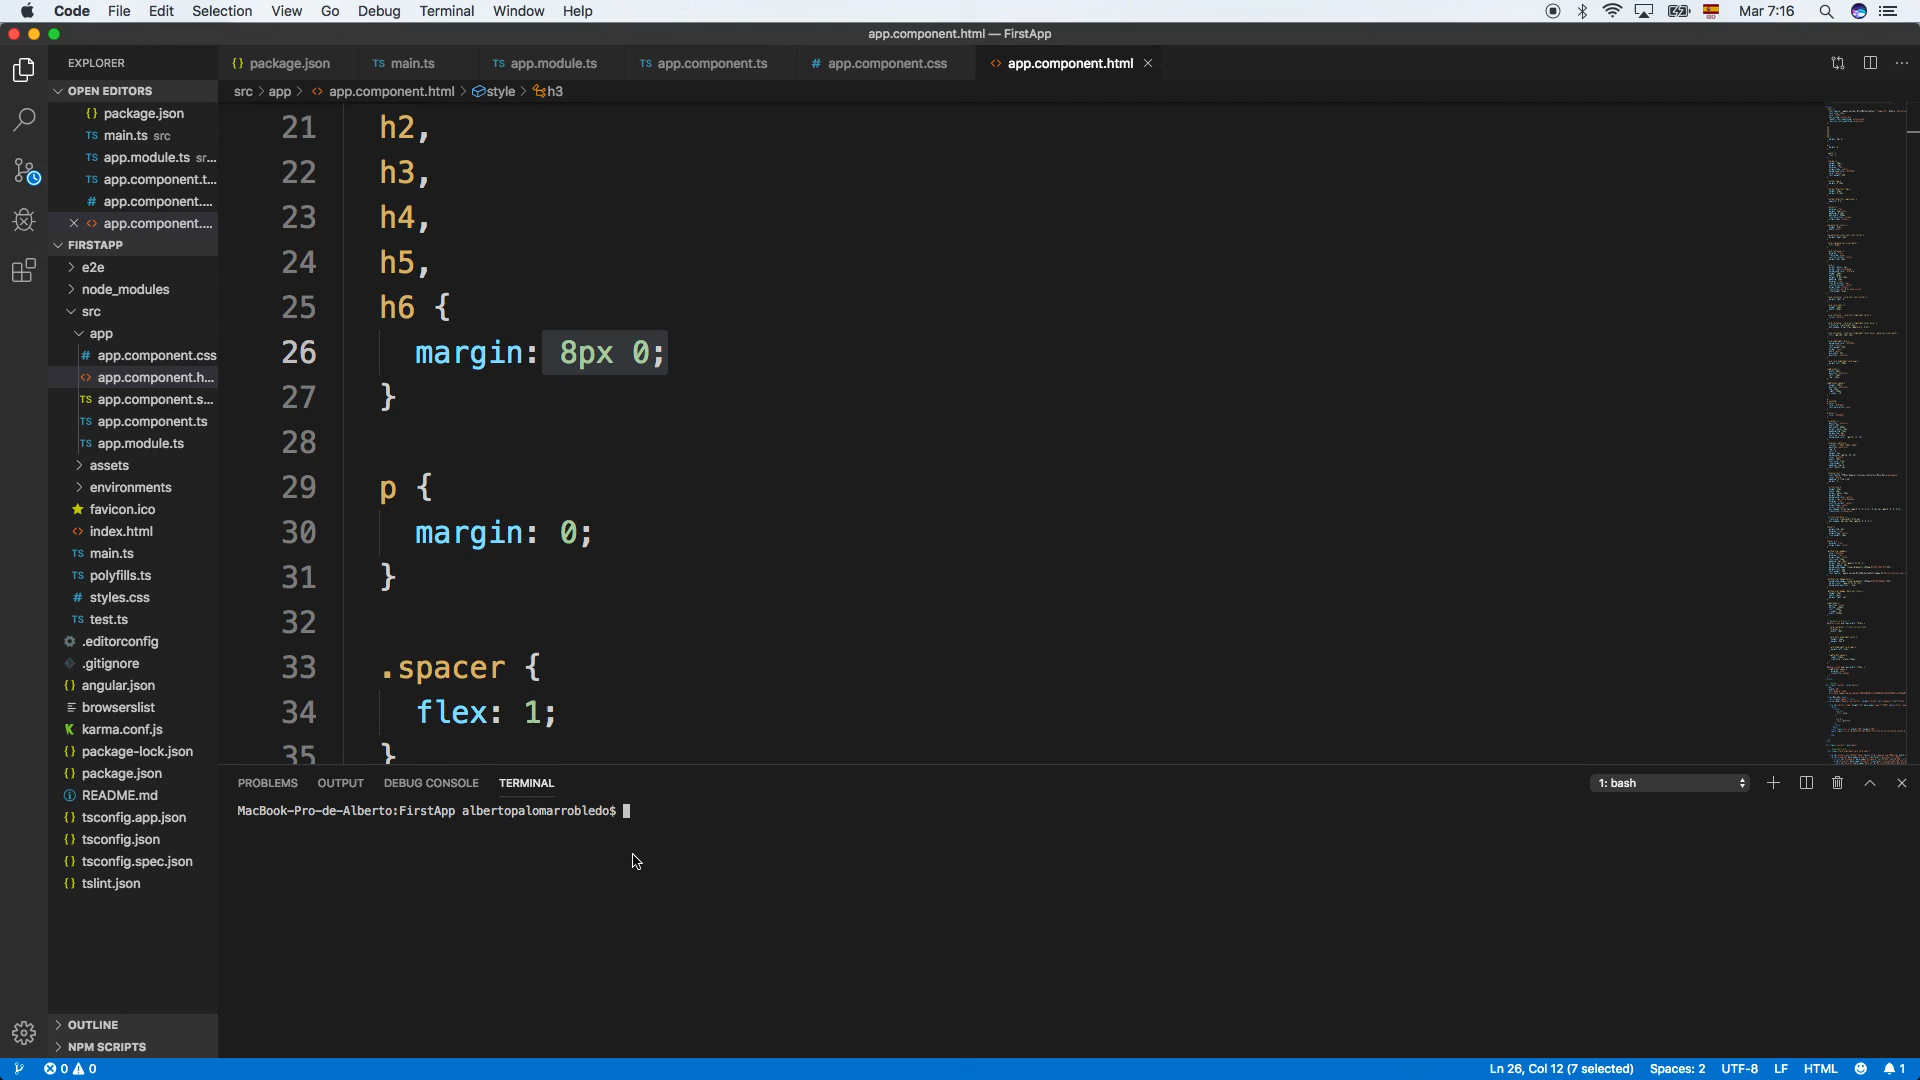 Code File Edit Selection View Go Debug Terminal Window Help
ISO
Mar 7:16
app.component.html — FirstApp
EXPLORER
OPEN EDITORS
{} package.json
TS main.ts src
TS app.module.ts sr...
TS app.component.t...
# app.component....
<> app.component....
FIRSTAPP
e2e
node_modules
src
app
# app.component.css
<> app.component.h...
TS app.component.s...
TS app.component.ts
TS app.module.ts
assets
environments
favicon.ico
<> index.html
TS main.ts
TS polyfills.ts
# styles.css
TS test.ts
.editorconfig
.gitignore
{} angular.json
browserslist
K karma.conf.js
{} package-lock.json
{} package.json
README.md
{} tsconfig.app.json
{} tsconfig.json
{} tsconfig.spec.json
{} tslint.json
OUTLINE
NPM SCRIPTS
{} package.json TS main.ts TS app.module.ts TS app.component.ts # app.component.css <> app.component.html
src > app > <> app.component.html > style > h3
21 h2,
22 h3,
23 h4,
24 h5,
25 h6 {
26 margin: 8px 0;
27 }
28
29 p {
30 margin: 0;
31 }
32
33 .spacer {
34 flex: 1;
35 }
PROBLEMS OUTPUT DEBUG CONSOLE TERMINAL
1: bash
MacBook-Pro-de-Alberto:FirstApp albertopalomarrobledo$
0 0
Ln 26, Col 12 (7 selected) Spaces: 2 UTF-8 LF HTML 1